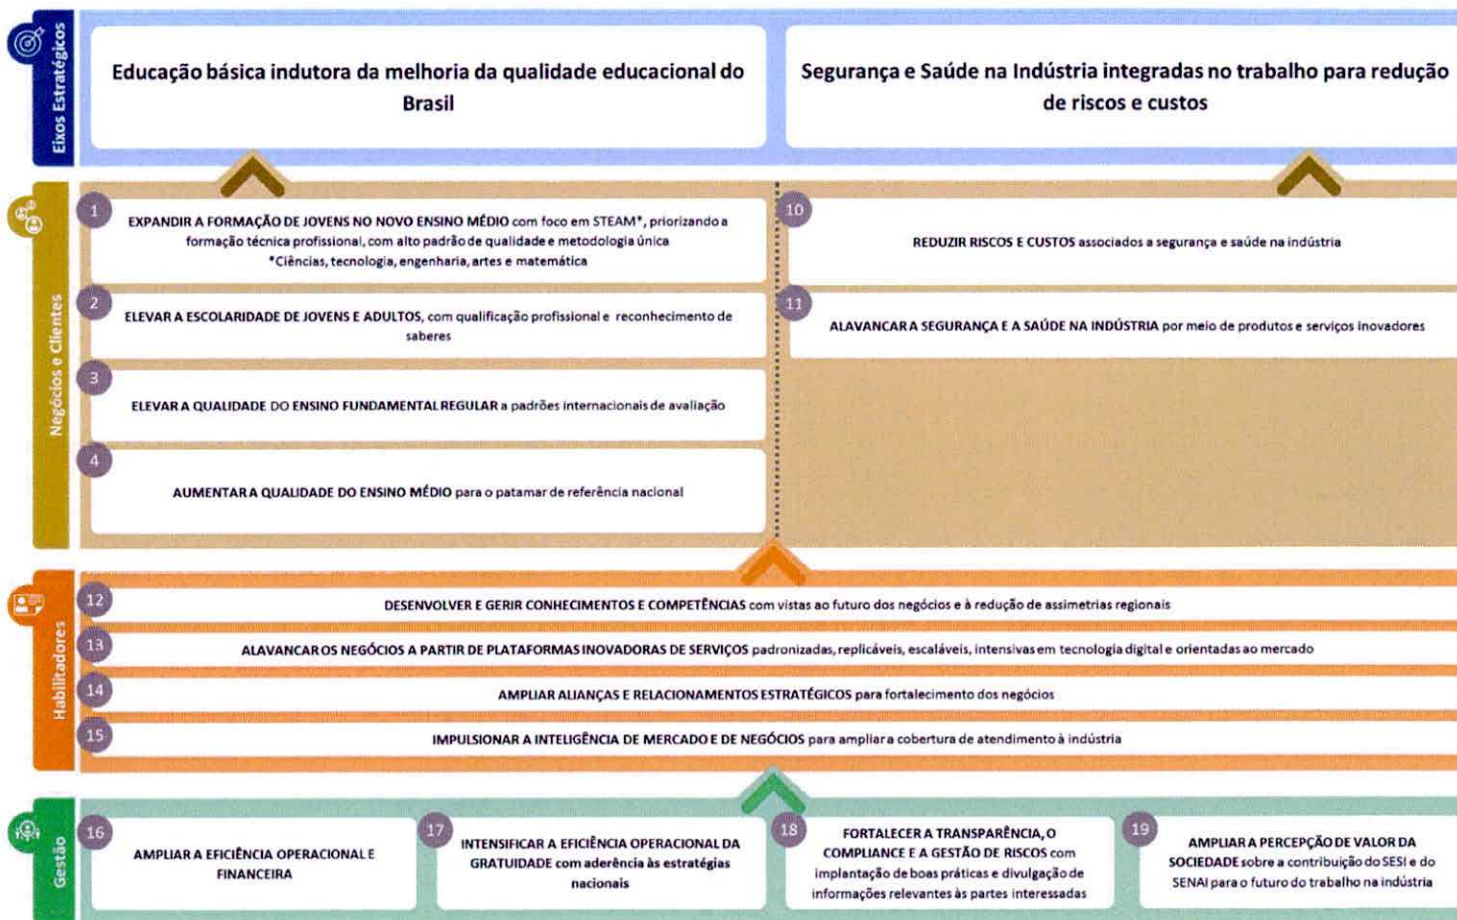 Eixos Estratégicos
Educação básica indutora da melhoria da qualidade educacional do
Brasil
Segurança e Saúde na Indústria integradas no trabalho para redução
de riscos e custos
Negócios e Clientes
1
EXPANDIR A FORMAÇÃO DE JOVENS NO NOVO ENSINO MÉDIO com foco em STEAM*, priorizando a
formação técnica profissional, com alto padrão de qualidade e metodologia única
*Ciências, tecnologia, engenharia, artes e matemática
2
ELEVAR A ESCOLARIDADE DE JOVENS E ADULTOS, com qualificação profissional e reconhecimento de
saberes
3
ELEVAR A QUALIDADE DO ENSINO FUNDAMENTAL REGULAR a padrões internacionais de avaliação
4
AUMENTAR A QUALIDADE DO ENSINO MÉDIO para o patamar de referência nacional
10
REDUZIR RISCOS E CUSTOS associados a segurança e saúde na indústria
11
ALAVANCAR A SEGURANÇA E A SAÚDE NA INDÚSTRIA por meio de produtos e serviços inovadores
Habilitadores
12
DESENVOLVER E GERIR CONHECIMENTOS E COMPETÊNCIAS com vistas ao futuro dos negócios e à redução de assimetrias regionais
13
ALAVANCAR OS NEGÓCIOS A PARTIR DE PLATAFORMAS INOVADORAS DE SERVIÇOS padronizadas, replicáveis, escaláveis, intensivas em tecnologia digital e orientadas ao mercado
14
AMPLIAR ALIANÇAS E RELACIONAMENTOS ESTRATÉGICOS para fortalecimento dos negócios
15
IMPULSIONAR A INTELIGÊNCIA DE MERCADO E DE NEGÓCIOS para ampliar a cobertura de atendimento à indústria
Gestão
16
AMPLIAR A EFICIÊNCIA OPERACIONAL E
FINANCEIRA
17
INTENSIFICAR A EFICIÊNCIA OPERACIONAL DA
GRATUIDADE com aderência às estratégias
nacionais
18
FORTALECER A TRANSPARÊNCIA, O
COMPLIANCE E A GESTÃO DE RISCOS com
implantação de boas práticas e divulgação de
informações relevantes às partes interessadas
19
AMPLIAR A PERCEPÇÃO DE VALOR DA
SOCIEDADE sobre a contribuição do SESI e do
SENAI para o futuro do trabalho na indústria